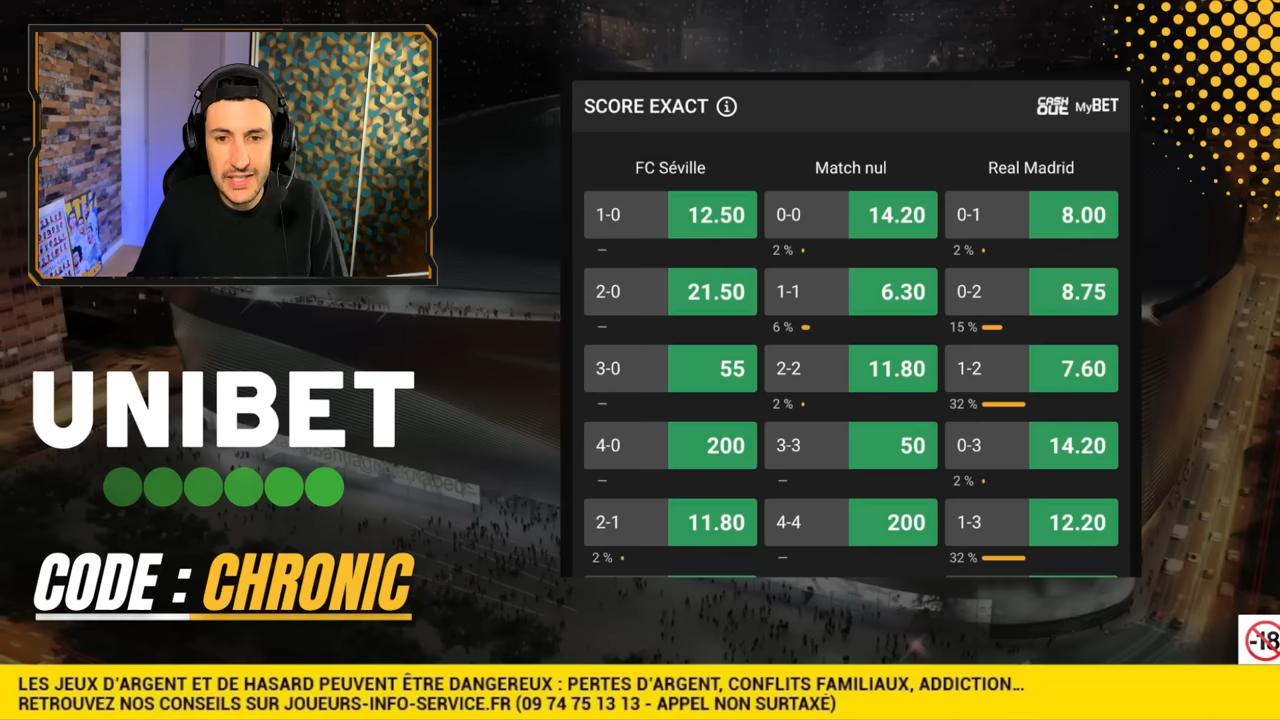 SCORE EXACT
CASH OUT MyBET
FC Séville Match nul Real Madrid
1-0 12.50 0-0 14.20 0-1 8.00
– 2 % 2 %
2-0 21.50 1-1 6.30 0-2 8.75
– 6 % 15 %
3-0 55 2-2 11.80 1-2 7.60
– 2 % 32 %
4-0 200 3-3 50 0-3 14.20
– – 2 %
2-1 11.80 4-4 200 1-3 12.20
2 % – 32 %
UNIBET
CODE : CHRONIC
-18
LES JEUX D'ARGENT ET DE HASARD PEUVENT ÊTRE DANGEREUX : PERTES D'ARGENT, CONFLITS FAMILIAUX, ADDICTION...
RETROUVEZ NOS CONSEILS SUR JOUEURS-INFO-SERVICE.FR (09 74 75 13 13 - APPEL NON SURTAXÉ)